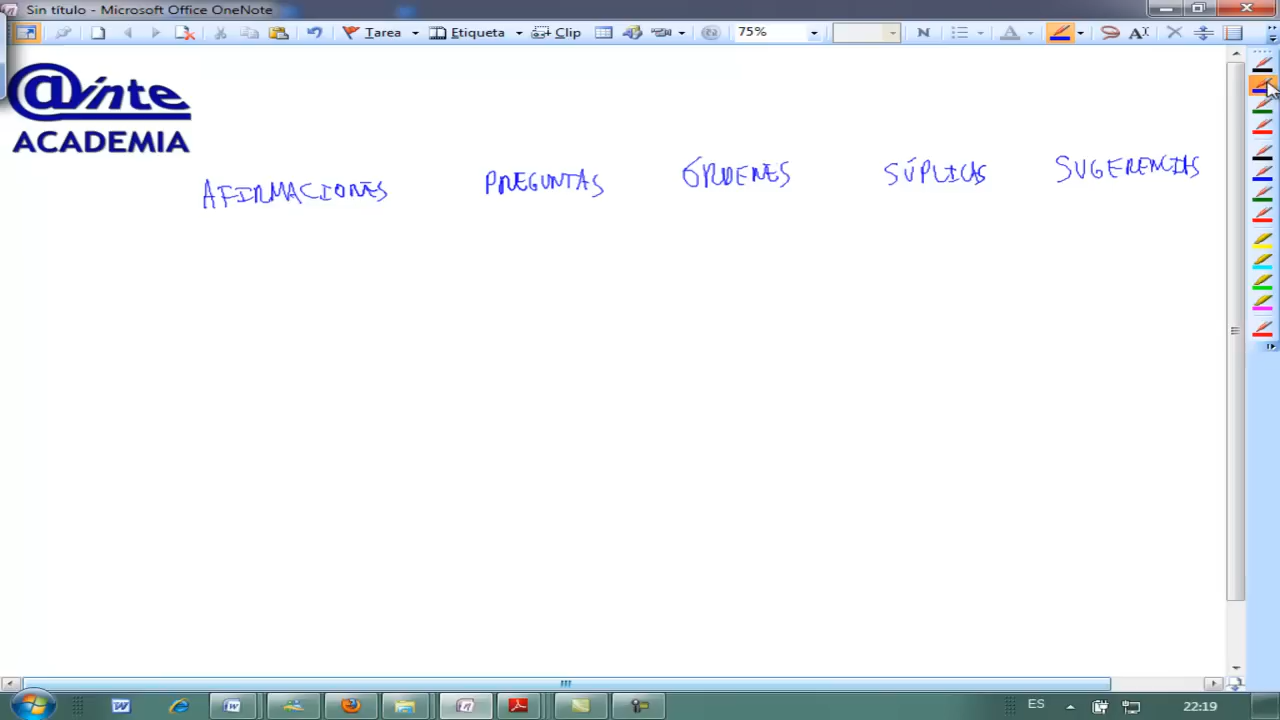 Sin título - Microsoft Office OneNote
Tarea Etiqueta Clip 75% N A
@inte
ACADEMIA
AFIRMACIONES PREGUNTAS ÓRDENES SÚPLICAS SUGERENCIAS
ES 22:19